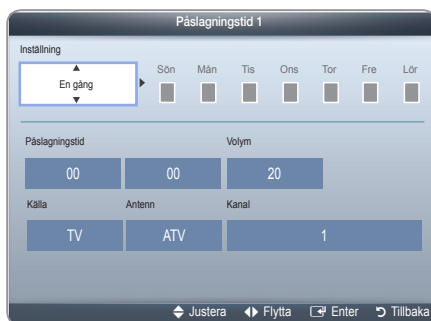 Påslagningstid 1
Inställning
En gång
Sön Mån Tis Ons Tor Fre Lör
Påslagningstid Volym
00 00 20
Källa Antenn Kanal
TV ATV 1
Justera Flytta Enter Tillbaka